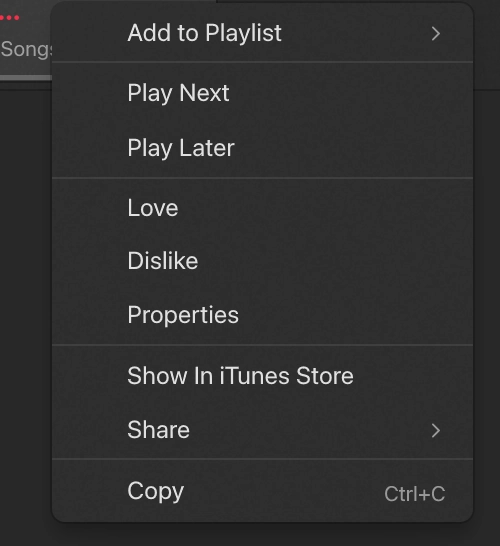 Songs
Add to Playlist
Play Next
Play Later
Love
Dislike
Properties
Show In iTunes Store
Share
Copy Ctrl+C